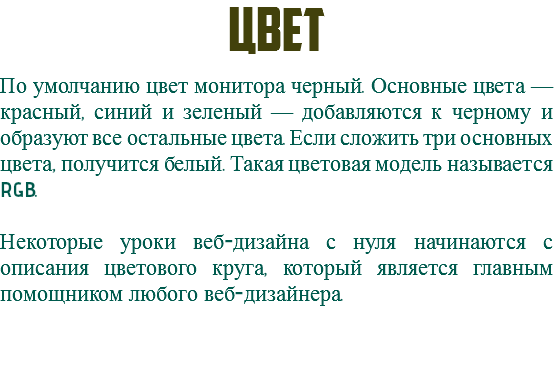 ЦВЕТ
По умолчанию цвет монитора черный. Основные цвета —
красный, синий и зеленый — добавляются к черному и
образуют все остальные цвета. Если сложить три основных
цвета, получится белый. Такая цветовая модель называется
RGB.
Некоторые уроки веб-дизайна с нуля начинаются с
описания цветового круга, который является главным
помощником любого веб-дизайнера.